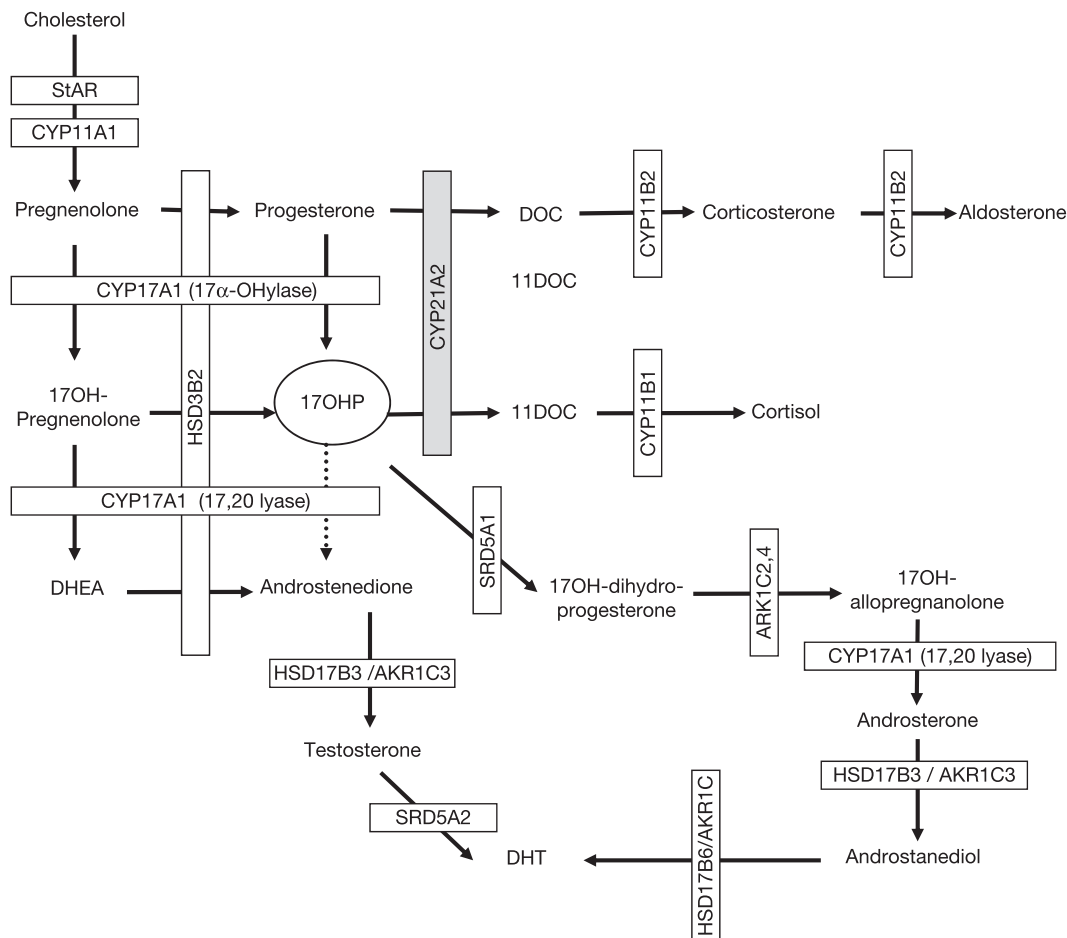 Cholesterol
StAR
CYP11A1
Pregnenolone
Progesterone
DOC
Corticosterone
Aldosterone
CYP11B2
CYP11B2
11DOC
CYP21A2
CYP17A1 (17α-OHylase)
HSD3B2
17OH-
Pregnenolone
17OHP
11DOC
CYP11B1
Cortisol
CYP17A1 (17,20 lyase)
SRD5A1
DHEA
Androstenedione
17OH-dihydro-
progesterone
ARK1C2,4
17OH-
allopregnanolone
CYP17A1 (17,20 lyase)
HSD17B3 /AKR1C3
Androsterone
Testosterone
HSD17B3 / AKR1C3
SRD5A2
HSD17B6/AKR1C
DHT
Androstanediol